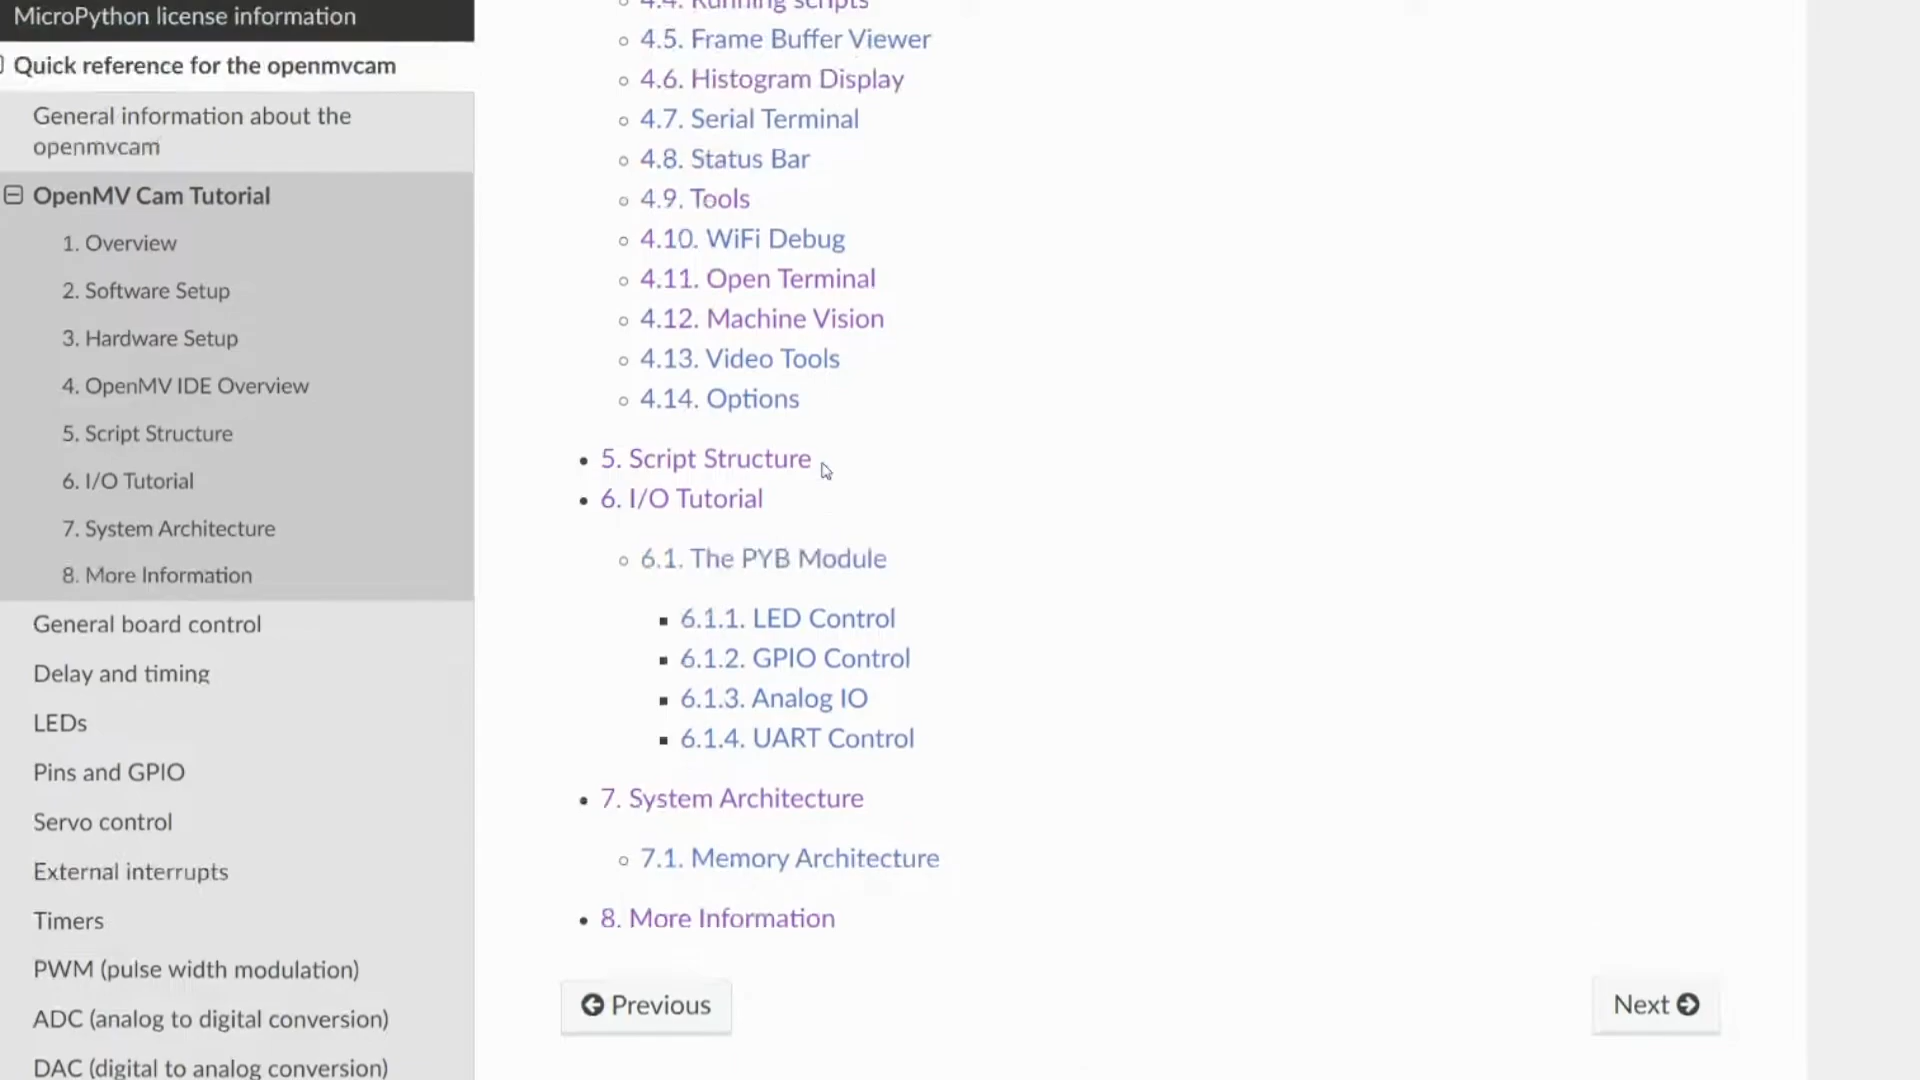 MicroPython license information
Quick reference for the openmvcam
General information about the
openmvcam
OpenMV Cam Tutorial
1. Overview
2. Software Setup
3. Hardware Setup
4. OpenMV IDE Overview
5. Script Structure
6. I/O Tutorial
7. System Architecture
8. More Information
General board control
Delay and timing
LEDs
Pins and GPIO
Servo control
External interrupts
Timers
PWM (pulse width modulation)
ADC (analog to digital conversion)
DAC (digital to analog conversion)
4.4. Running scripts
4.5. Frame Buffer Viewer
4.6. Histogram Display
4.7. Serial Terminal
4.8. Status Bar
4.9. Tools
4.10. WiFi Debug
4.11. Open Terminal
4.12. Machine Vision
4.13. Video Tools
4.14. Options
5. Script Structure
6. I/O Tutorial
6.1. The PYB Module
6.1.1. LED Control
6.1.2. GPIO Control
6.1.3. Analog IO
6.1.4. UART Control
7. System Architecture
7.1. Memory Architecture
8. More Information
Previous
Next